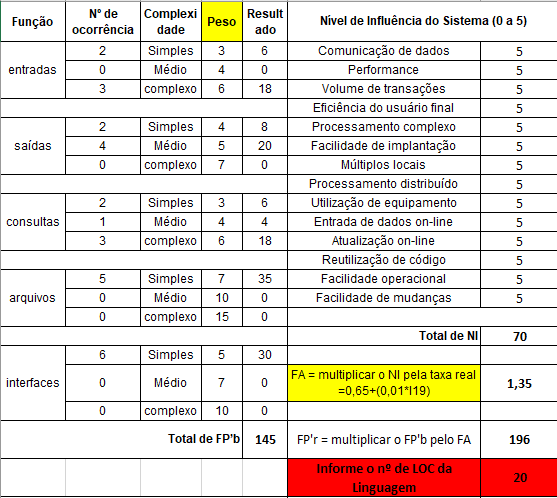 Função Nº de ocorrência Complexidade Peso Resultado Nível de Influência do Sistema (0 a 5)
entradas 2 Simples 3 6 Comunicação de dados 5
0 Médio 4 0 Performance 5
3 complexo 6 18 Volume de transações 5
Eficiência do usuário final 5
saídas 2 Simples 4 8 Processamento complexo 5
4 Médio 5 20 Facilidade de implantação 5
0 complexo 7 0 Múltiplos locais 5
Processamento distribuído 5
consultas 2 Simples 3 6 Utilização de equipamento 5
1 Médio 4 4 Entrada de dados on-line 5
3 complexo 6 18 Atualização on-line 5
Reutilização de código 5
arquivos 5 Simples 7 35 Facilidade operacional 5
0 Médio 10 0 Facilidade de mudanças 5
0 complexo 15 0
Total de NI 70
interfaces 6 Simples 5 30
0 Médio 7 0 FA = multiplicar o NI pela taxa real =0,65+(0,01*I19) 1,35
0 complexo 10 0
Total de FP'b 145 FP'r = multiplicar o FP'b pelo FA 196
Informe o nº de LOC da Linguagem 20